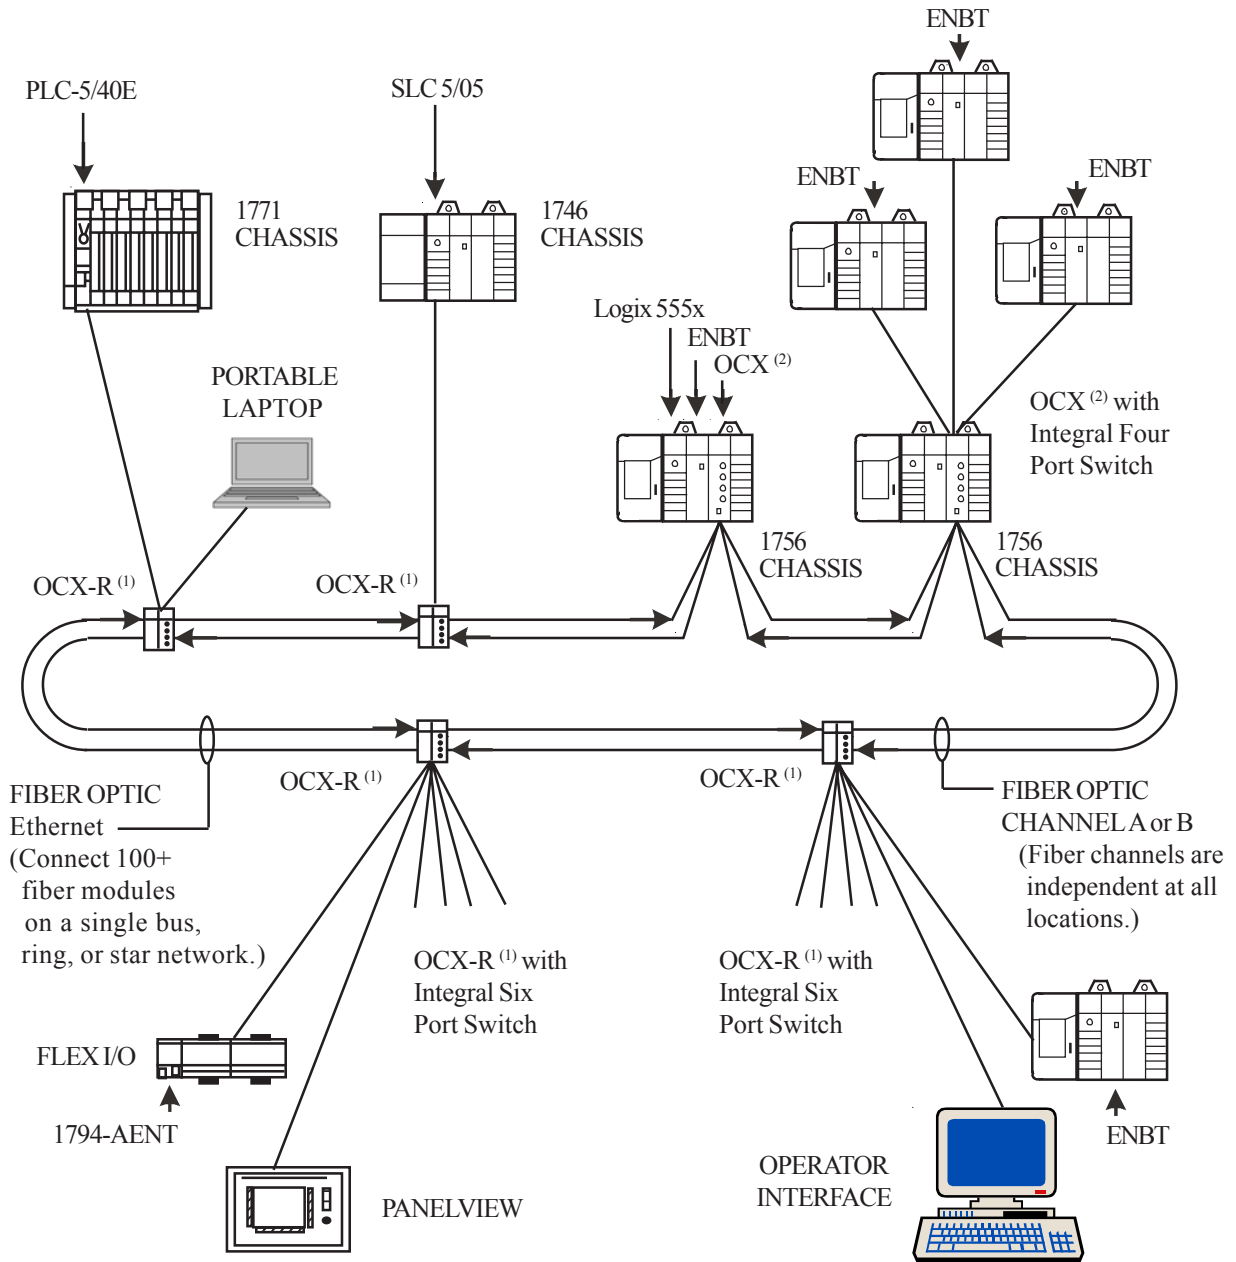 ENBT
PLC-5/40E
SLC 5/05
ENBT
ENBT
1771
CHASSIS
1746
CHASSIS
Logix 555x
ENBT
OCX (2)
PORTABLE
LAPTOP
OCX (2) with
Integral Four
Port Switch
1756
CHASSIS
1756
CHASSIS
OCX-R (1)
OCX-R (1)
OCX-R (1)
OCX-R (1)
FIBER OPTIC
Ethernet
(Connect 100+
fiber modules
on a single bus,
ring, or star network.)
FIBER OPTIC
CHANNEL A or B
(Fiber channels are
independent at all
locations.)
OCX-R (1) with
Integral Six
Port Switch
OCX-R (1) with
Integral Six
Port Switch
FLEX I/O
1794-AENT
ENBT
PANELVIEW
OPERATOR
INTERFACE